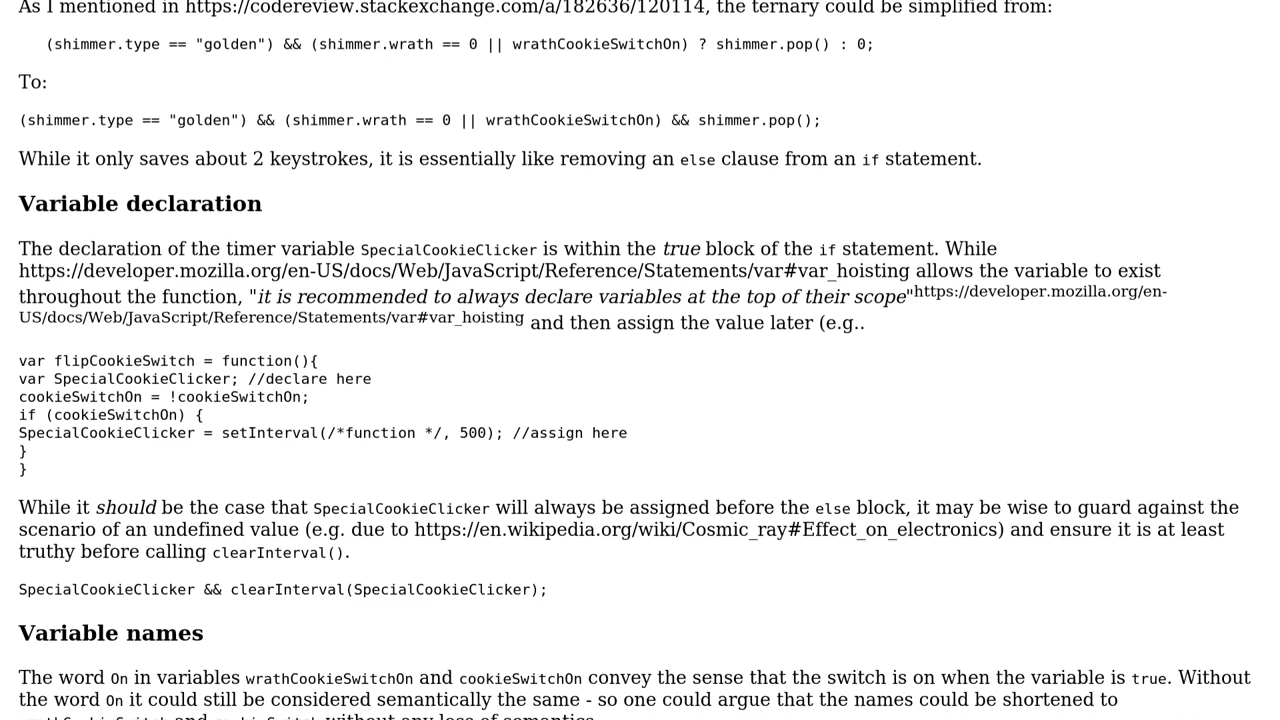 As I mentioned in https://codereview.stackexchange.com/a/182636/120114, the ternary could be simplified from:
(shimmer.type == "golden") && (shimmer.wrath == 0 || wrathCookieSwitchOn) ? shimmer.pop() : 0;
To:
(shimmer.type == "golden") && (shimmer.wrath == 0 || wrathCookieSwitchOn) && shimmer.pop();
While it only saves about 2 keystrokes, it is essentially like removing an else clause from an if statement.
Variable declaration
The declaration of the timer variable SpecialCookieClicker is within the true block of the if statement. While
https://developer.mozilla.org/en-US/docs/Web/JavaScript/Reference/Statements/var#var_hoisting allows the variable to exist
throughout the function, "it is recommended to always declare variables at the top of their scope"https://developer.mozilla.org/en-
US/docs/Web/JavaScript/Reference/Statements/var#var_hoisting and then assign the value later (e.g..
var flipCookieSwitch = function(){
var SpecialCookieClicker; //declare here
cookieSwitchOn = !cookieSwitchOn;
if (cookieSwitchOn) {
SpecialCookieClicker = setInterval(/*function */, 500); //assign here
}
}
While it should be the case that SpecialCookieClicker will always be assigned before the else block, it may be wise to guard against the
scenario of an undefined value (e.g. due to https://en.wikipedia.org/wiki/Cosmic_ray#Effect_on_electronics) and ensure it is at least
truthy before calling clearInterval().
SpecialCookieClicker && clearInterval(SpecialCookieClicker);
Variable names
The word On in variables wrathCookieSwitchOn and cookieSwitchOn convey the sense that the switch is on when the variable is true. Without
the word On it could still be considered semantically the same - so one could argue that the names could be shortened to
wrathCookieSwitch and cookieSwitch without any loss of semantics.